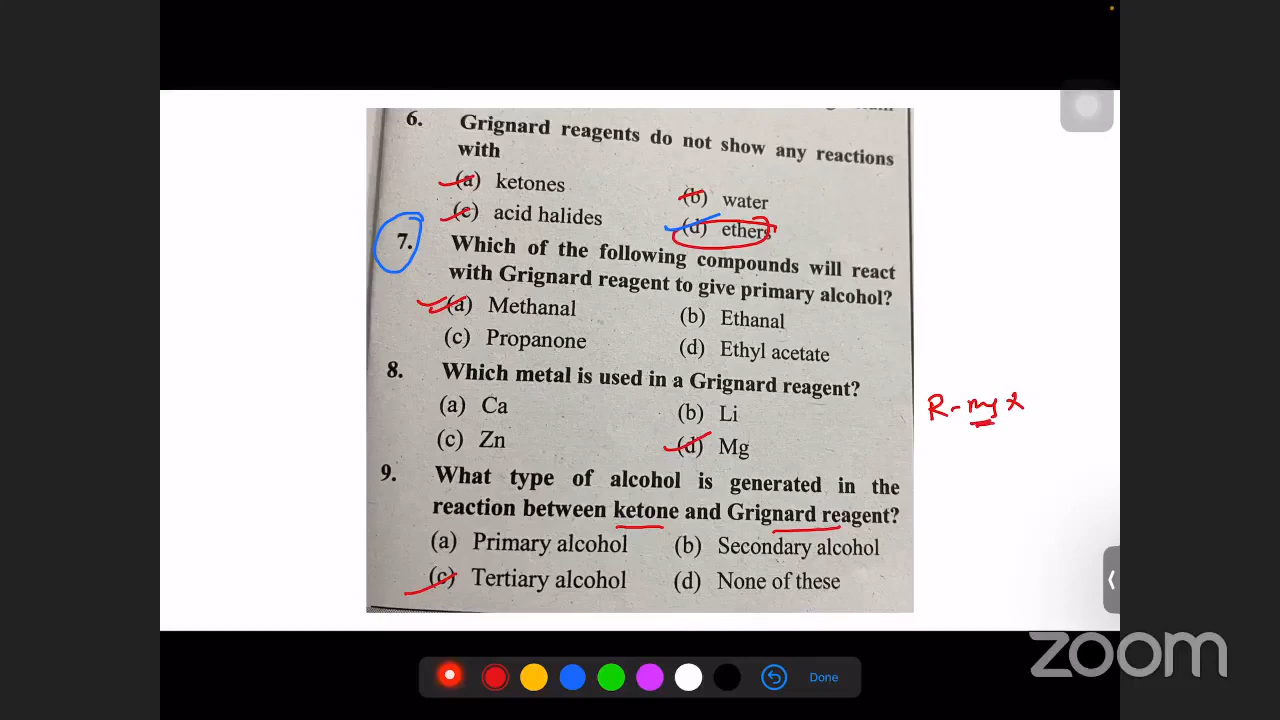 6. Grignard reagents do not show any reactions
with
(a) ketones (b) water
(c) acid halides (d) ethers
7. Which of the following compounds will react
with Grignard reagent to give primary alcohol?
(a) Methanal (b) Ethanal
(c) Propanone (d) Ethyl acetate
8. Which metal is used in a Grignard reagent?
(a) Ca (b) Li
R-mg x
(c) Zn (d) Mg
9. What type of alcohol is generated in the
reaction between ketone and Grignard reagent?
(a) Primary alcohol (b) Secondary alcohol
(c) Tertiary alcohol (d) None of these
zoom
Done